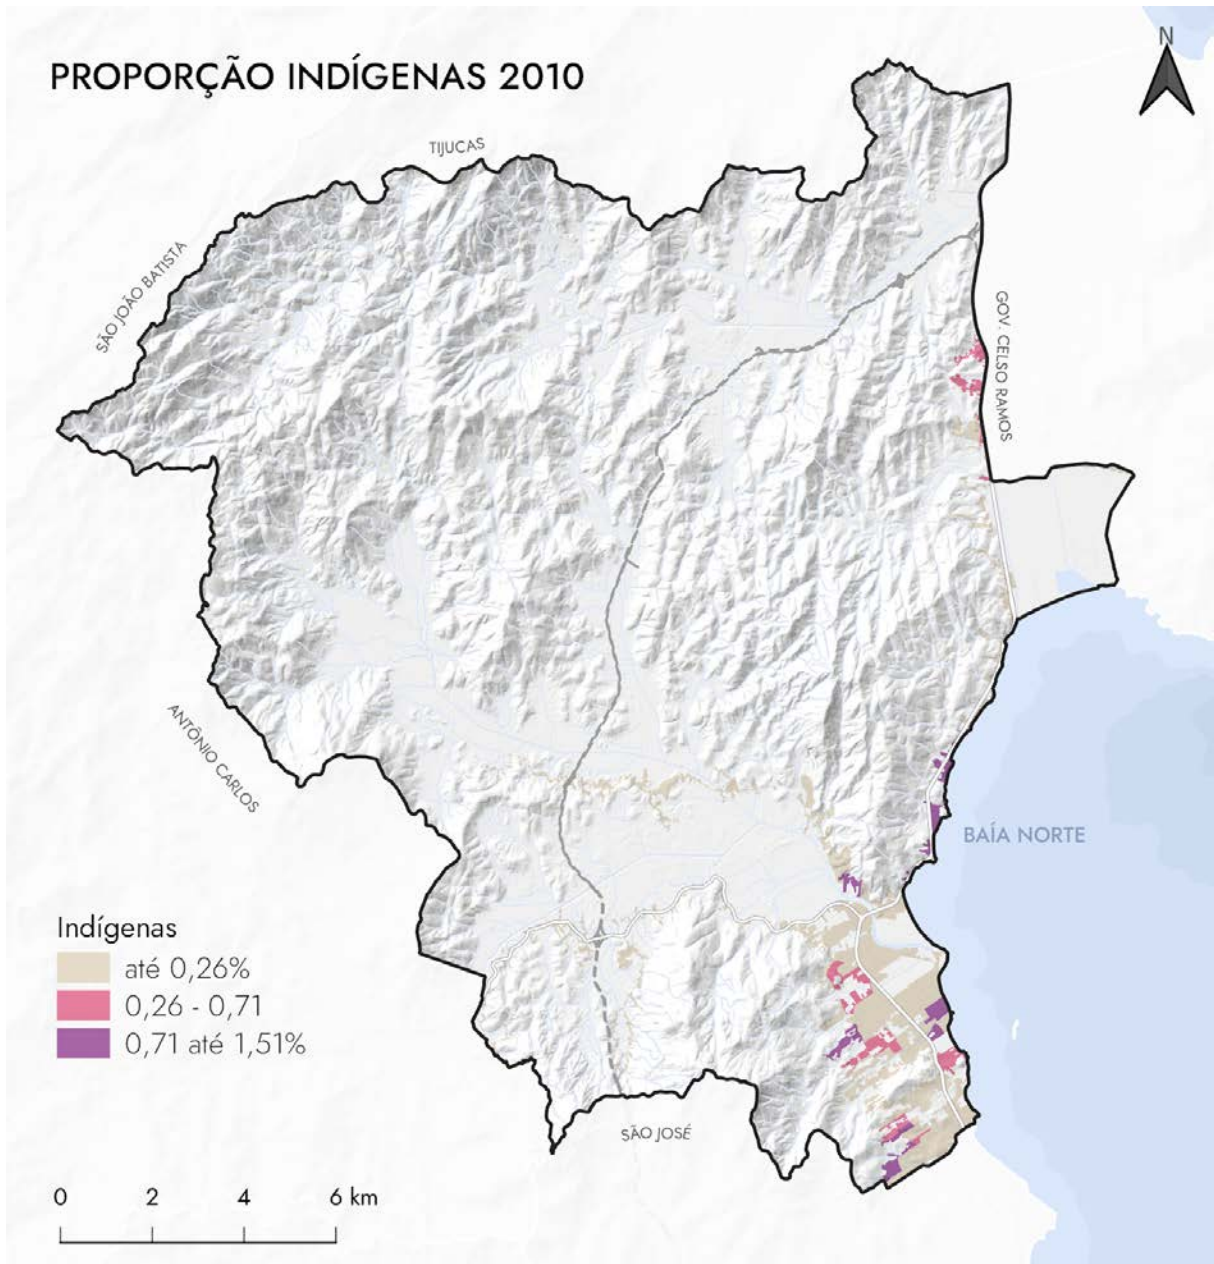 N
PROPORÇÃO INDÍGENAS 2010
TIJUCAS
SÃO JOÃO BATISTA
GOV. CELSO RAMOS
ANTÔNIO CARLOS
BAÍA NORTE
Indígenas
até 0,26%
0,26 - 0,71
0,71 até 1,51%
SÃO JOSÉ
0 2 4 6 km